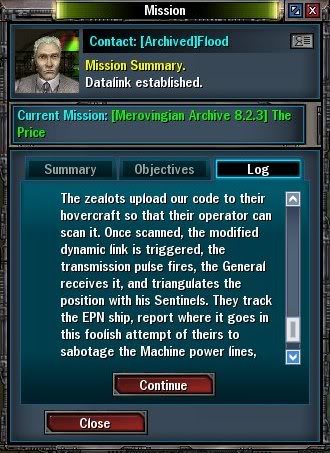 Mission
Contact: [Archived]Flood
Mission Summary.
Datalink established.
Current Mission: [Merovingian Archive 8.2.3] The
Price
Summary
Objectives
Log
The zealots upload our code to their
hovercraft so that their operator can
scan it. Once scanned, the modified
dynamic link is triggered, the
transmission pulse fires, the General
receives it, and triangulates the
position with his Sentinels. They track
the EPN ship, report where it goes in
this foolish attempt of theirs to
sabotage the Machine power lines,
Continue
Close